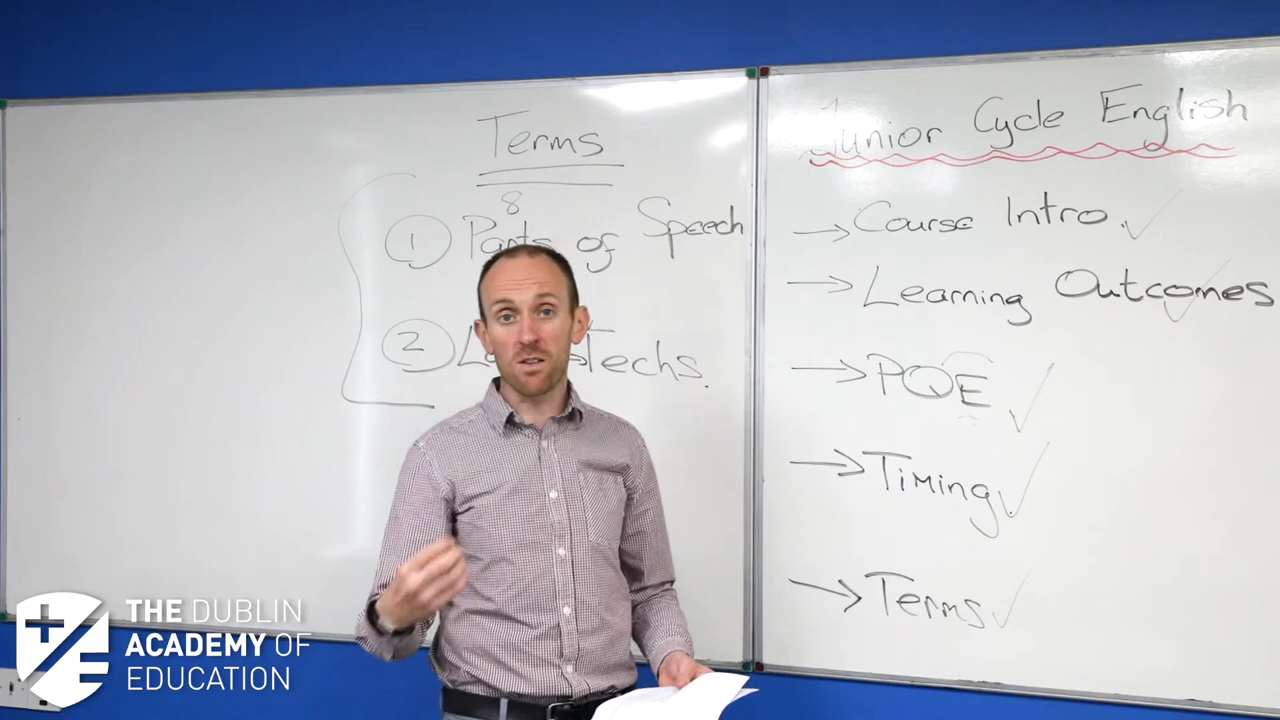 Terms
8
1 Parts of Speech
2 Techs.
Junior Cycle English
→ Course Intro. ✓
→ Learning Outcomes ✓
→ PQE ✓
→ Timing ✓
→ Terms ✓
THE DUBLIN
ACADEMY OF
EDUCATION